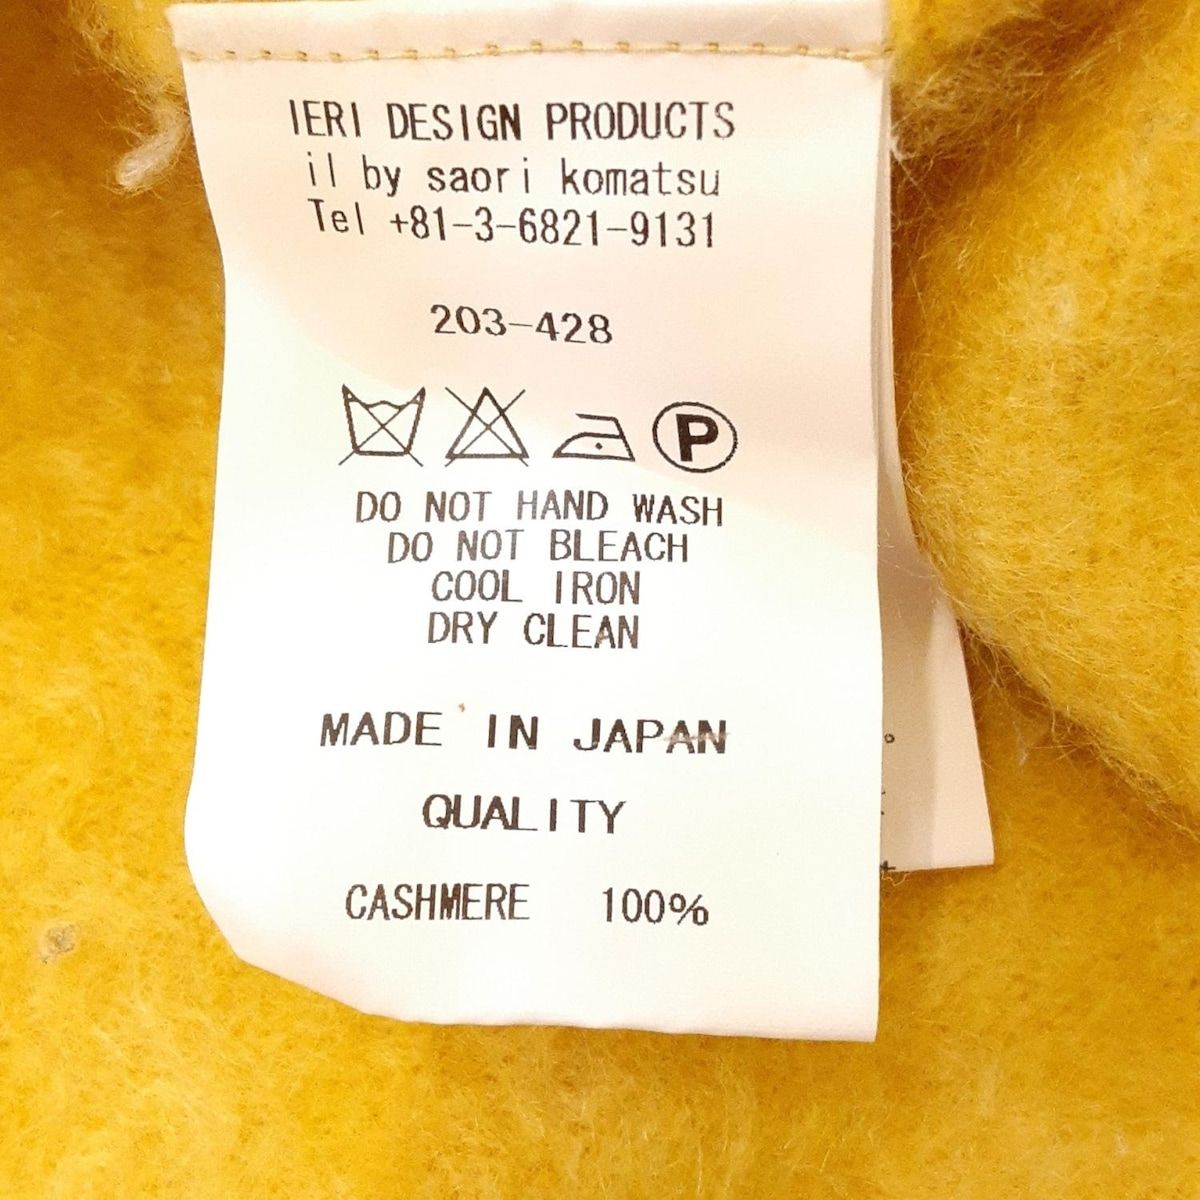 IERI DESIGN PRODUCTS
il by saori komatsu
Tel +81-3-6821-9131
203-428
P
DO NOT HAND WASH
DO NOT BLEACH
COOL IRON
DRY CLEAN
MADE IN JAPAN
QUALITY
CASHMERE 100%